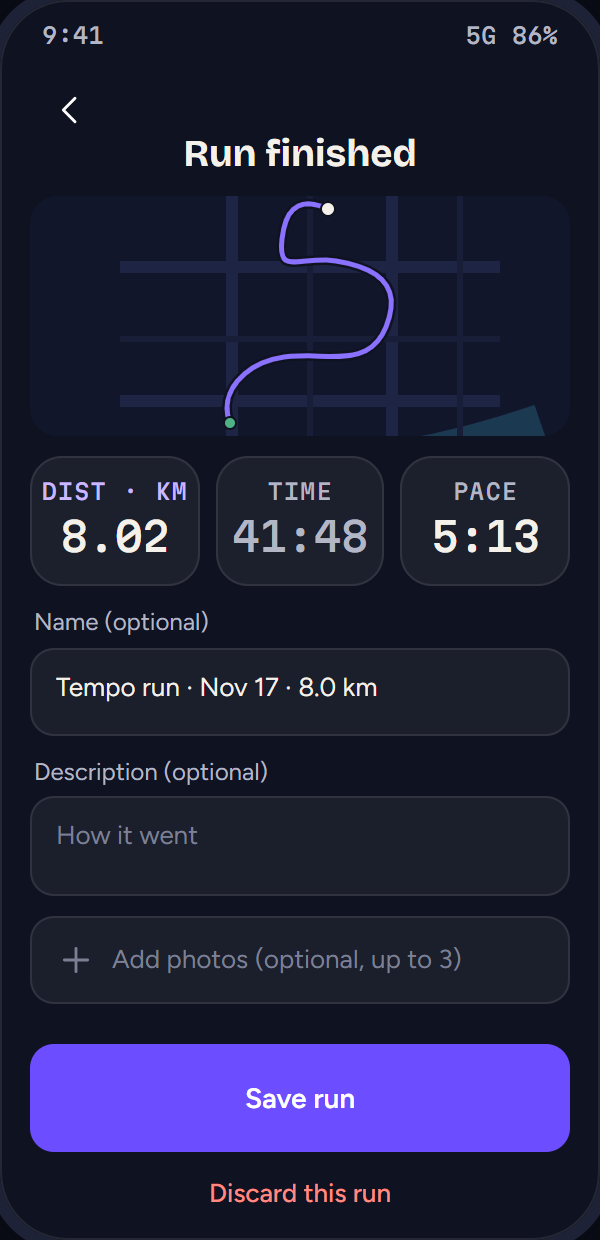 9:41
5G 86%
Run finished
DIST · KM
8.02
TIME
41:48
PACE
5:13
Name (optional)
Tempo run · Nov 17 · 8.0 km
Description (optional)
How it went
Add photos (optional, up to 3)
Save run
Discard this run